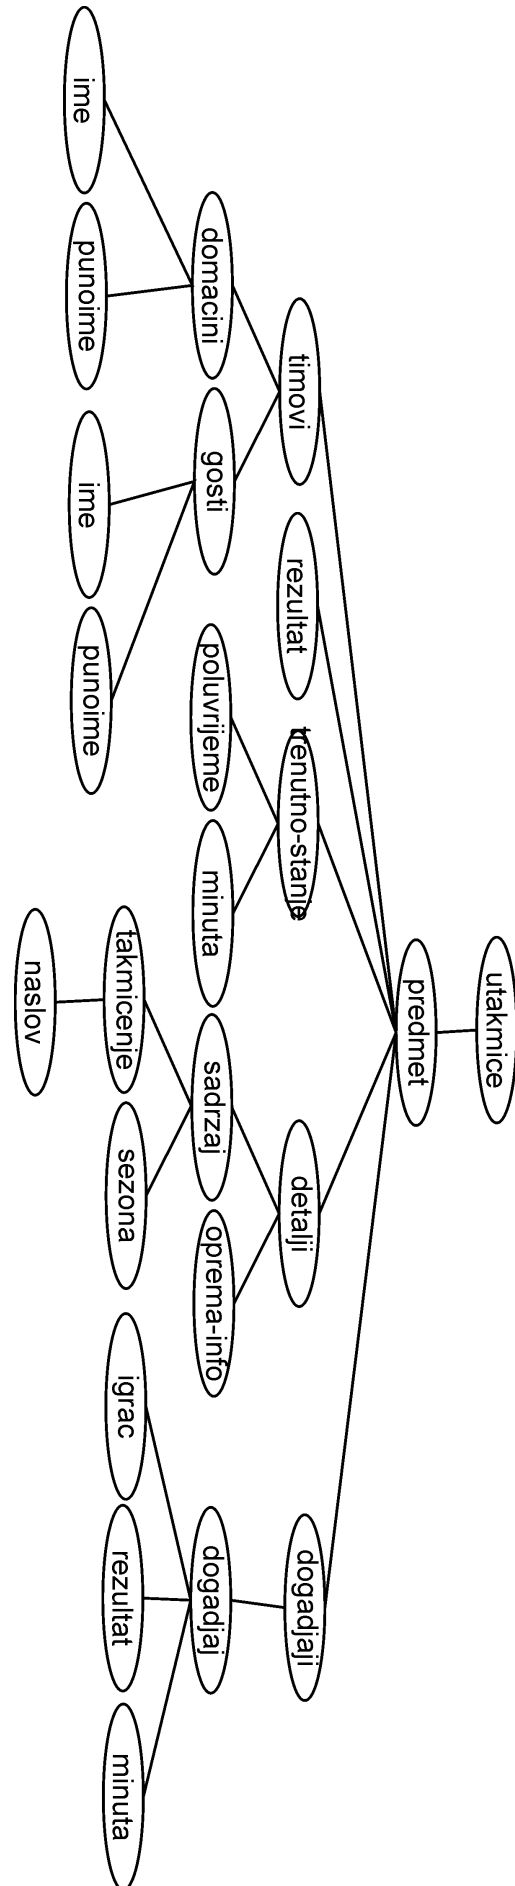 utakmice
predmet
timovi
rezultat
trenutno-stanje
detalji
dogadjaji
domacini
gosti
poluvrijeme
minuta
sadrzaj
oprema-info
dogadjaj
ime
punoime
ime
punoime
takmicenje
sezona
igrac
rezultat
minuta
naslov